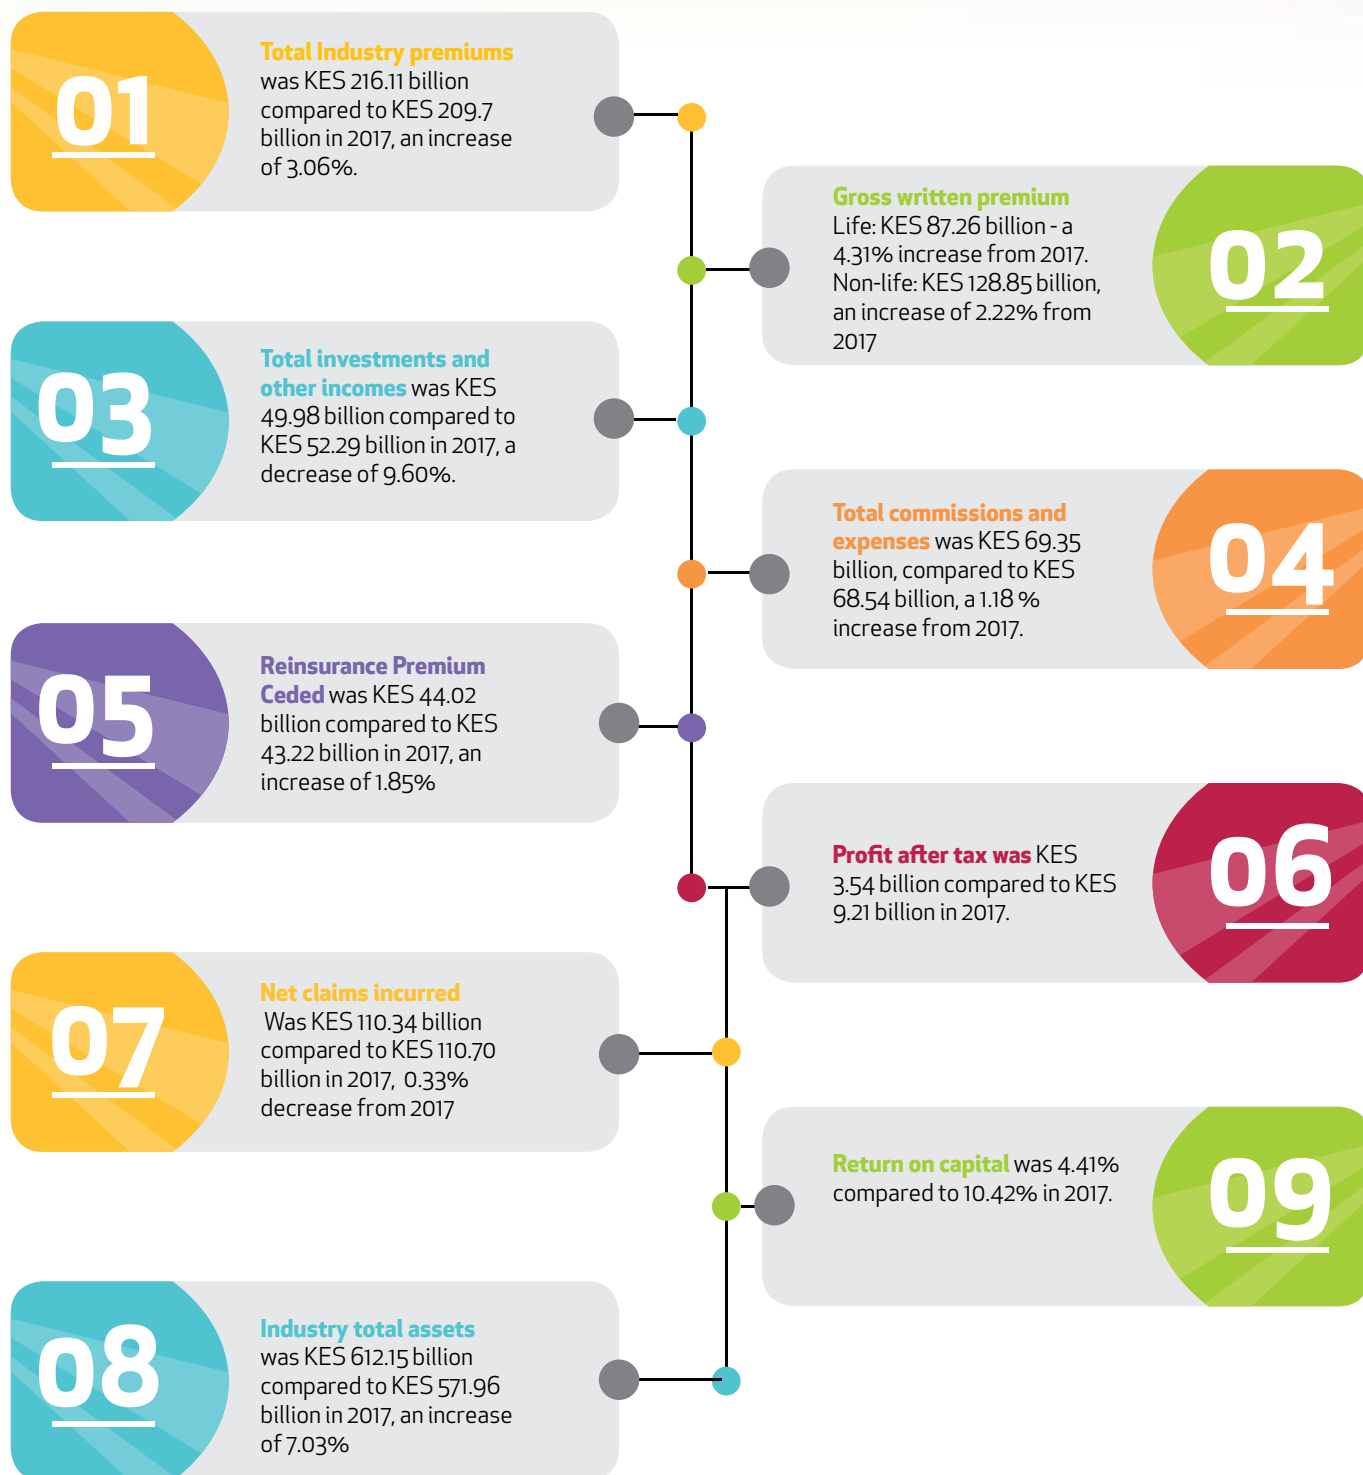 01
Total Industry premiums
was KES 216.11 billion
compared to KES 209.7
billion in 2017, an increase
of 3.06%.
02
Gross written premium
Life: KES 87.26 billion - a
4.31% increase from 2017.
Non-life: KES 128.85 billion,
an increase of 2.22% from
2017
03
Total investments and
other incomes was KES
49.98 billion compared to
KES 52.29 billion in 2017, a
decrease of 9.60%.
04
Total commissions and
expenses was KES 69.35
billion, compared to KES
68.54 billion, a 1.18 %
increase from 2017.
05
Reinsurance Premium
Ceded was KES 44.02
billion compared to KES
43.22 billion in 2017, an
increase of 1.85%
06
Profit after tax was KES
3.54 billion compared to KES
9.21 billion in 2017.
07
Net claims incurred
Was KES 110.34 billion
compared to KES 110.70
billion in 2017, 0.33%
decrease from 2017
09
Return on capital was 4.41%
compared to 10.42% in 2017.
08
Industry total assets
was KES 612.15 billion
compared to KES 571.96
billion in 2017, an increase
of 7.03%